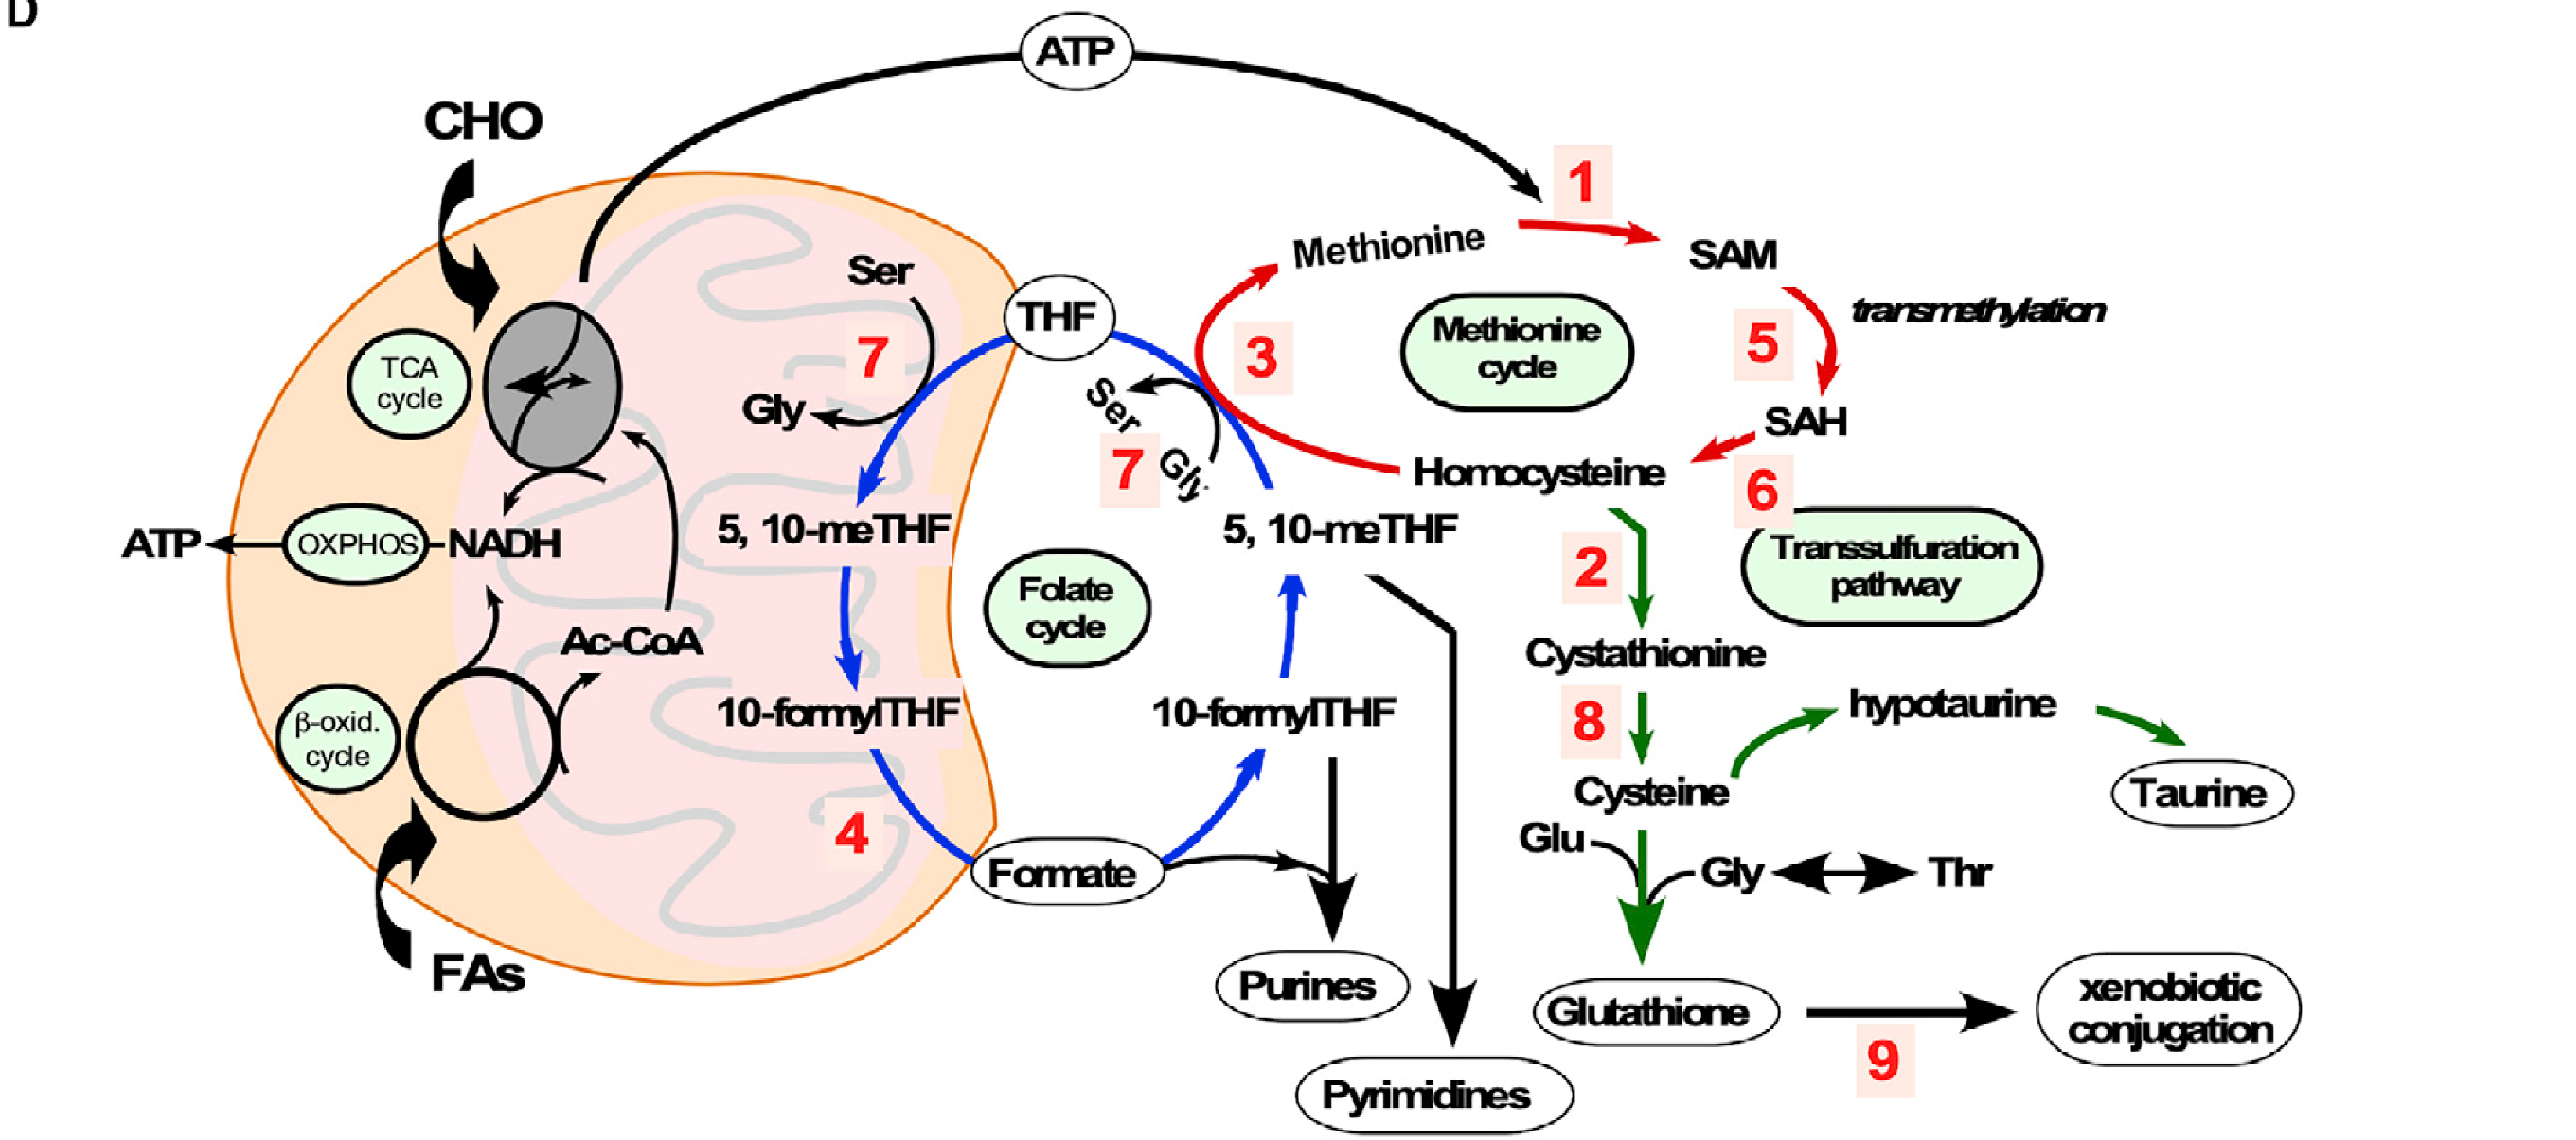 D
ATP
CHO
1
Methionine
SAM
Ser
THF
transmethylation
Methionine
cycle
7
3
5
TCA
cycle
Gly
Ser
Gly
7
SAH
Homocysteine
6
5, 10-meTHF
5, 10-meTHF
ATP
OXPHOS
NADH
2
Transsulfuration
pathway
Folate
cycle
Ac-CoA
Cystathionine
β-oxid.
cycle
10-formylTHF
10-formylTHF
8
hypotaurine
Cysteine
Taurine
4
Glu
Formate
Gly
Thr
FAs
Purines
Glutathione
xenobiotic
conjugation
9
Pyrimidines